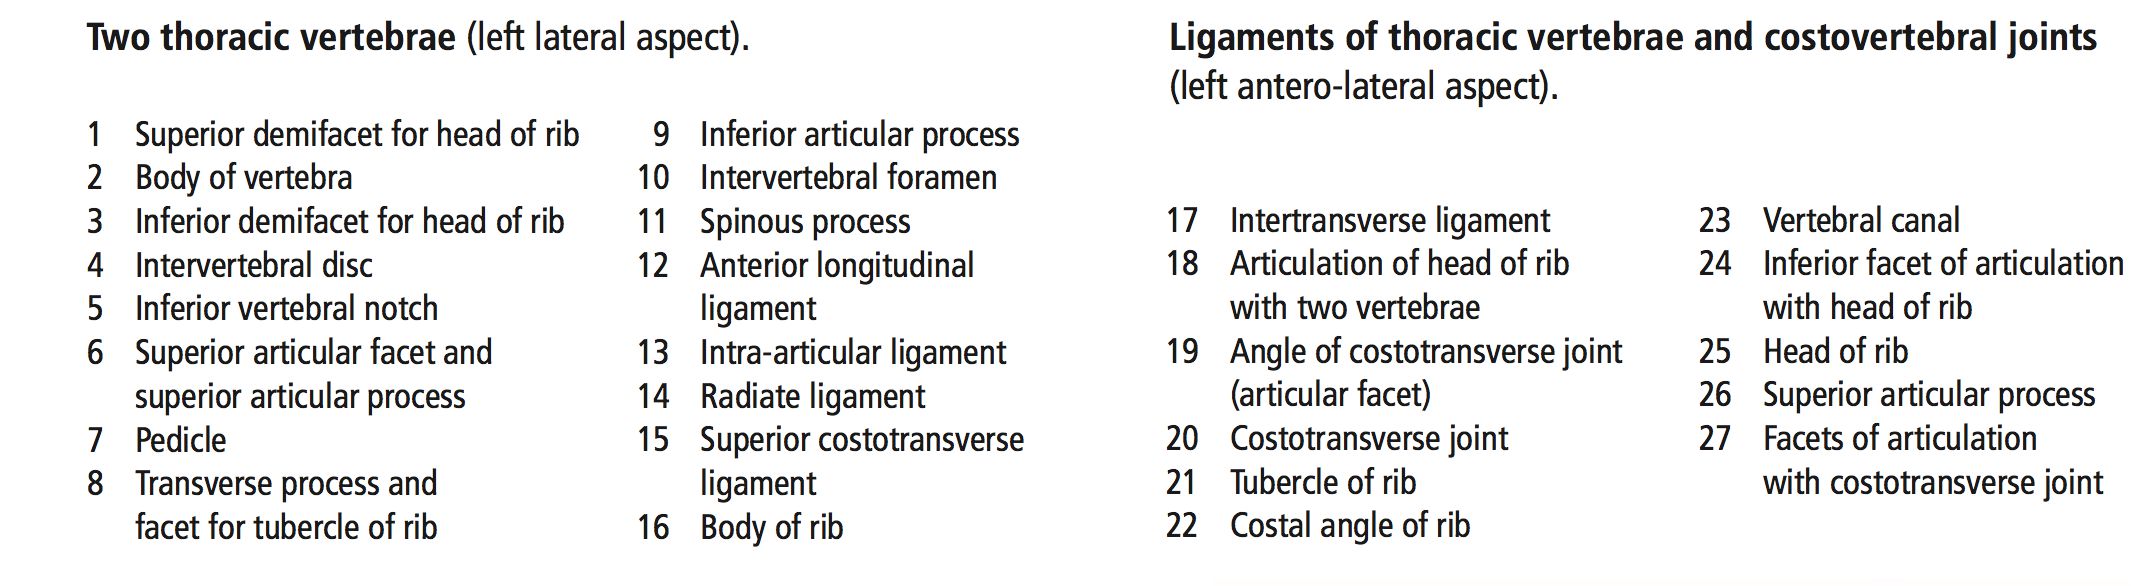 Two thoracic vertebrae (left lateral aspect).
1 Superior demifacet for head of rib
2 Body of vertebra
3 Inferior demifacet for head of rib
4 Intervertebral disc
5 Inferior vertebral notch
6 Superior articular facet and
superior articular process
7 Pedicle
8 Transverse process and
facet for tubercle of rib
9 Inferior articular process
10 Intervertebral foramen
11 Spinous process
12 Anterior longitudinal
ligament
13 Intra-articular ligament
14 Radiate ligament
15 Superior costotransverse
ligament
16 Body of rib
Ligaments of thoracic vertebrae and costovertebral joints
(left antero-lateral aspect).
17 Intertransverse ligament
18 Articulation of head of rib
with two vertebrae
19 Angle of costotransverse joint
(articular facet)
20 Costotransverse joint
21 Tubercle of rib
22 Costal angle of rib
23 Vertebral canal
24 Inferior facet of articulation
with head of rib
25 Head of rib
26 Superior articular process
27 Facets of articulation
with costotransverse joint